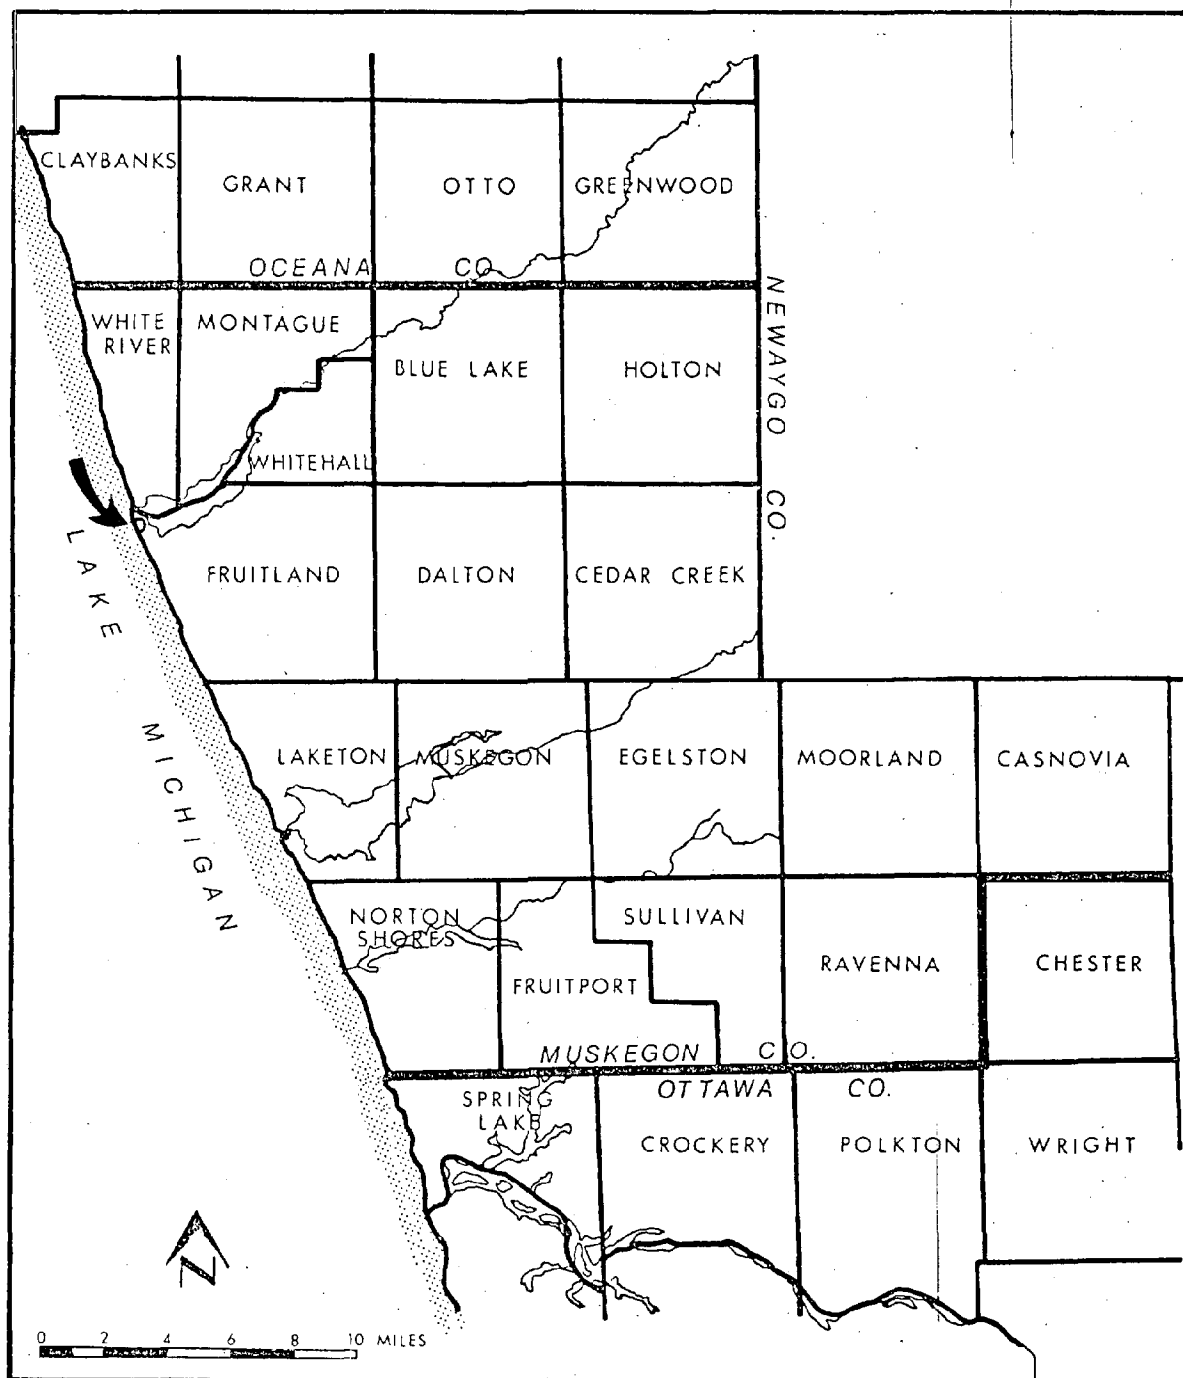 CLAYBANKS
GRANT
OTTO
GREENWOOD
OCEANA CO
NEWAYGO CO.
WHITE
RIVER
MONTAGUE
BLUE LAKE
HOLTON
WHITEHALL
LAKE MICHIGAN
FRUITLAND
DALTON
CEDAR CREEK
LAKETON
MUSKEGON
EGELSTON
MOORLAND
CASNOVIA
NORTON
SHORES
SULLIVAN
FRUITPORT
RAVENNA
CHESTER
MUSKEGON CO.
OTTAWA CO.
SPRING
LAKE
CROCKERY
POLKTON
WRIGHT
N
0 2 4 6 8 10 MILES